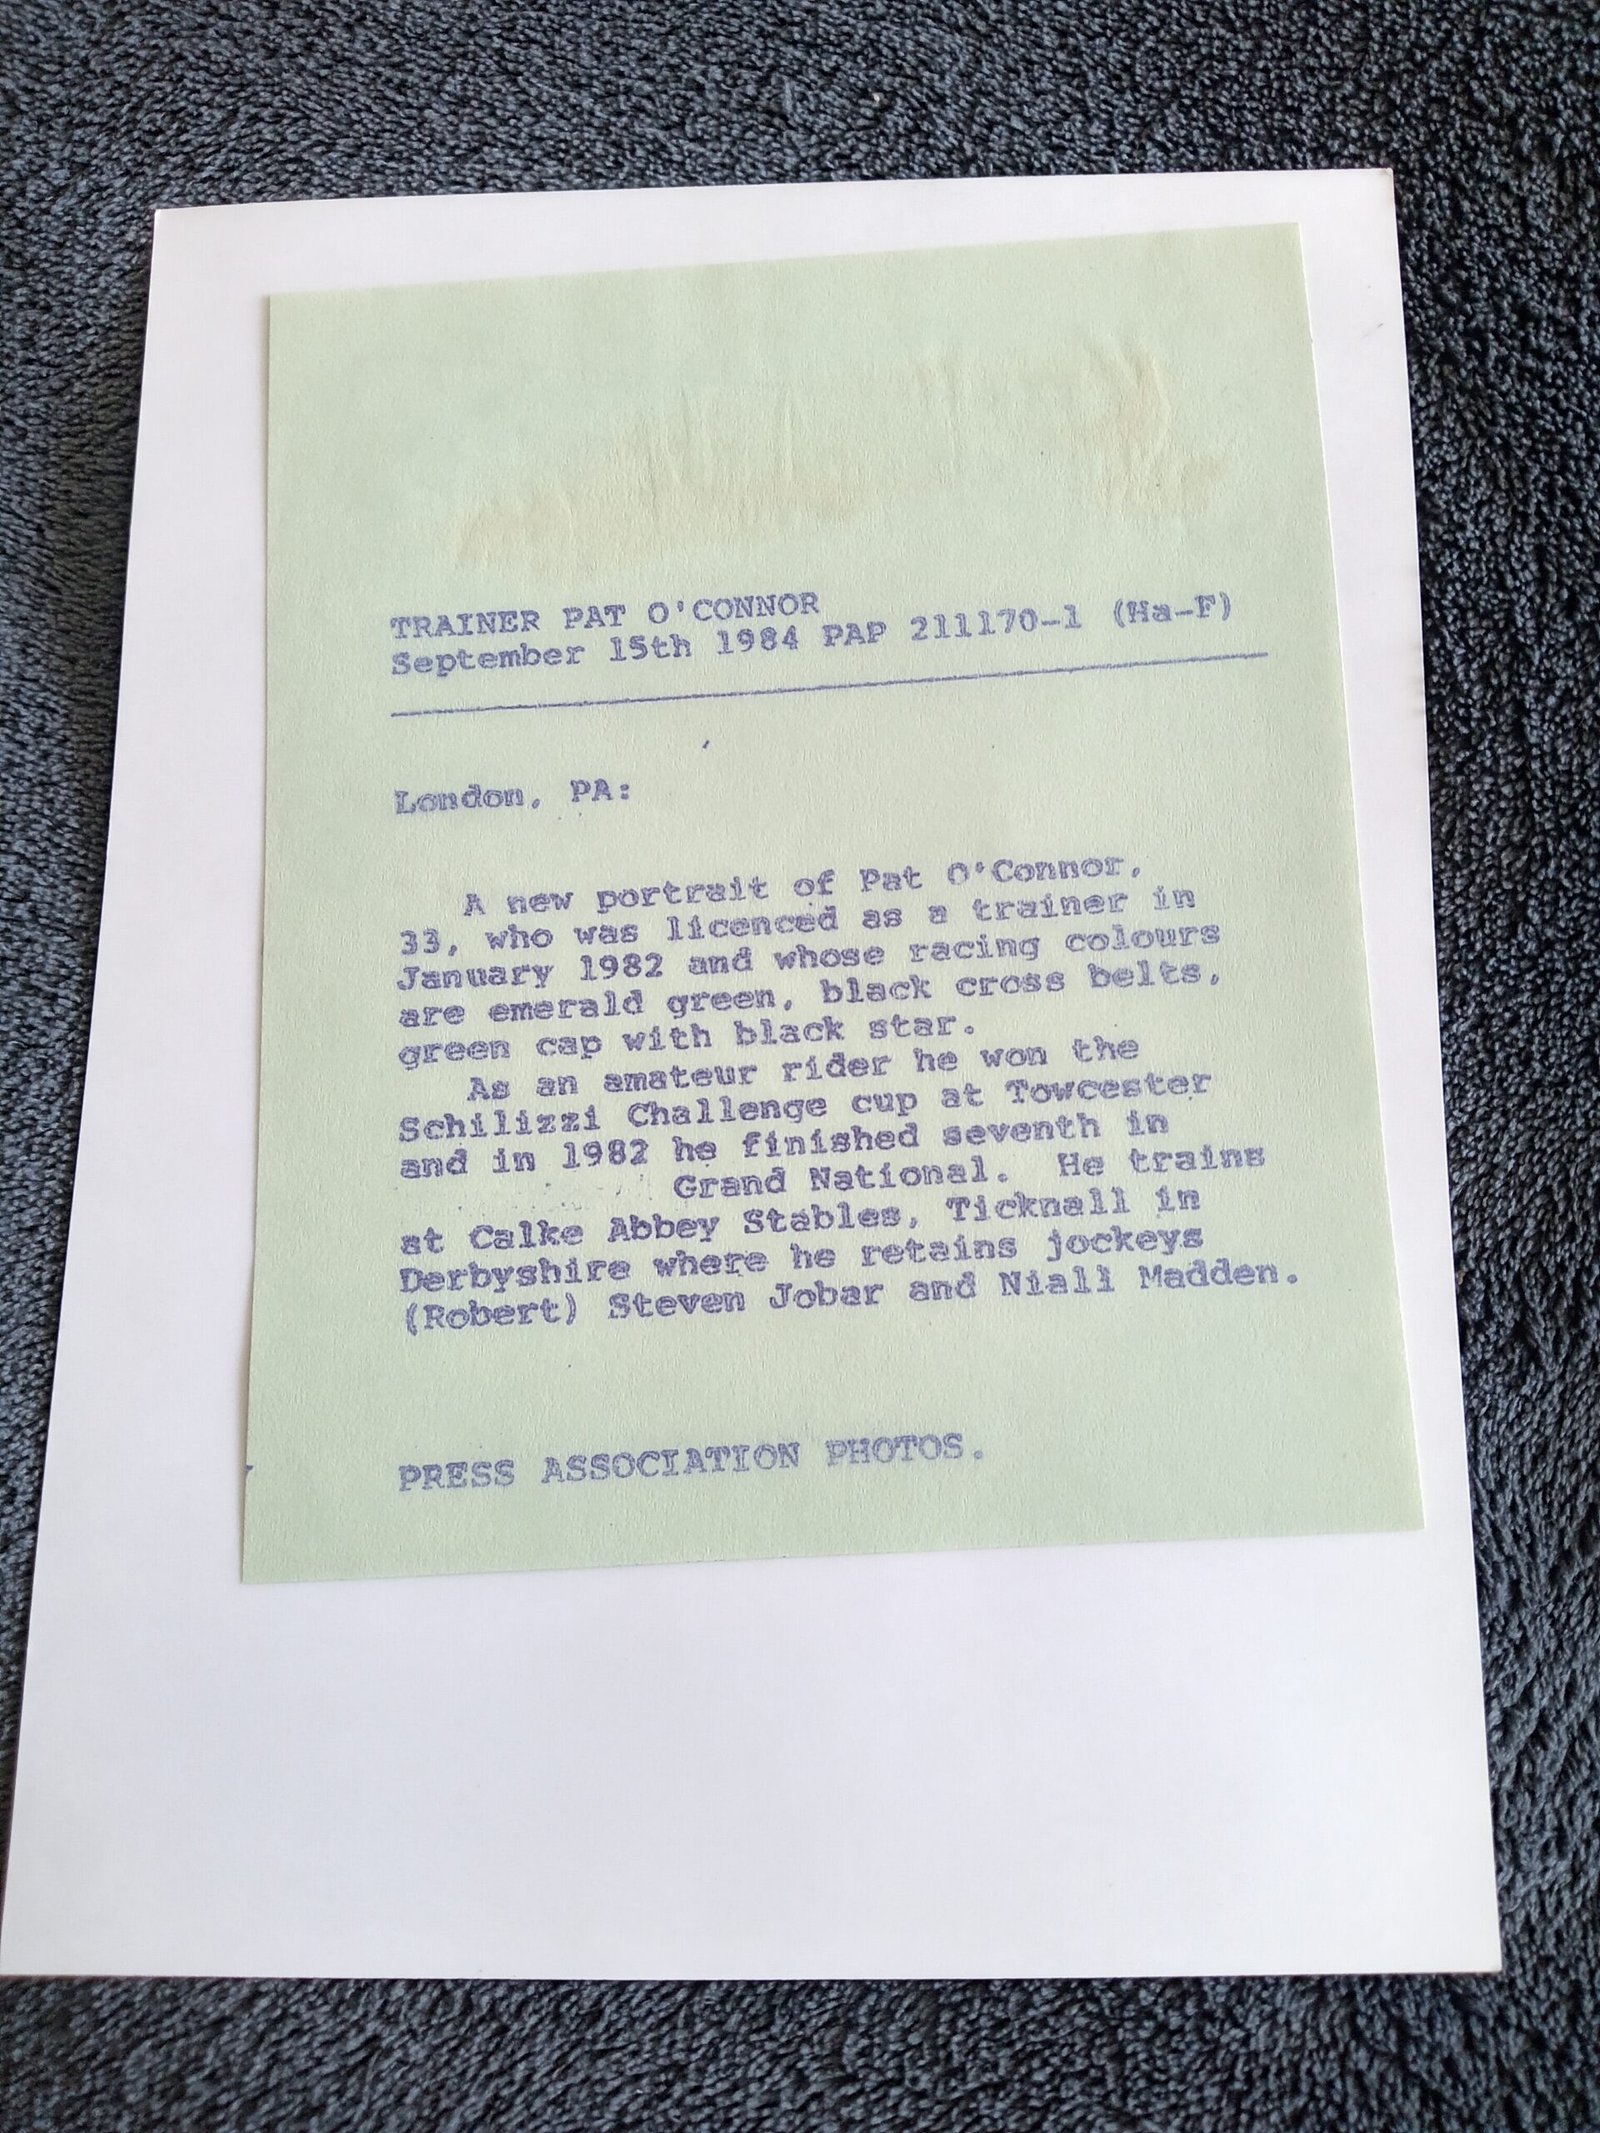 TRAINER PAT O'CONNOR
September 15th 1984 PAP 211170-1 (Ha-F)
London, PA:
A new portrait of Pat O'Connor,
33, who was licenced as a trainer in
January 1982 and whose racing colours
are emerald green, black cross belts,
green cap with black star.
As an amateur rider he won the
Schilizzi Challenge cup at Towcester
and in 1982 he finished seventh in
Grand National. He trains
at Calke Abbey Stables, Ticknall in
Derbyshire where he retains jockeys
(Robert) Steven Jobar and Niall Madden.
PRESS ASSOCIATION PHOTOS.